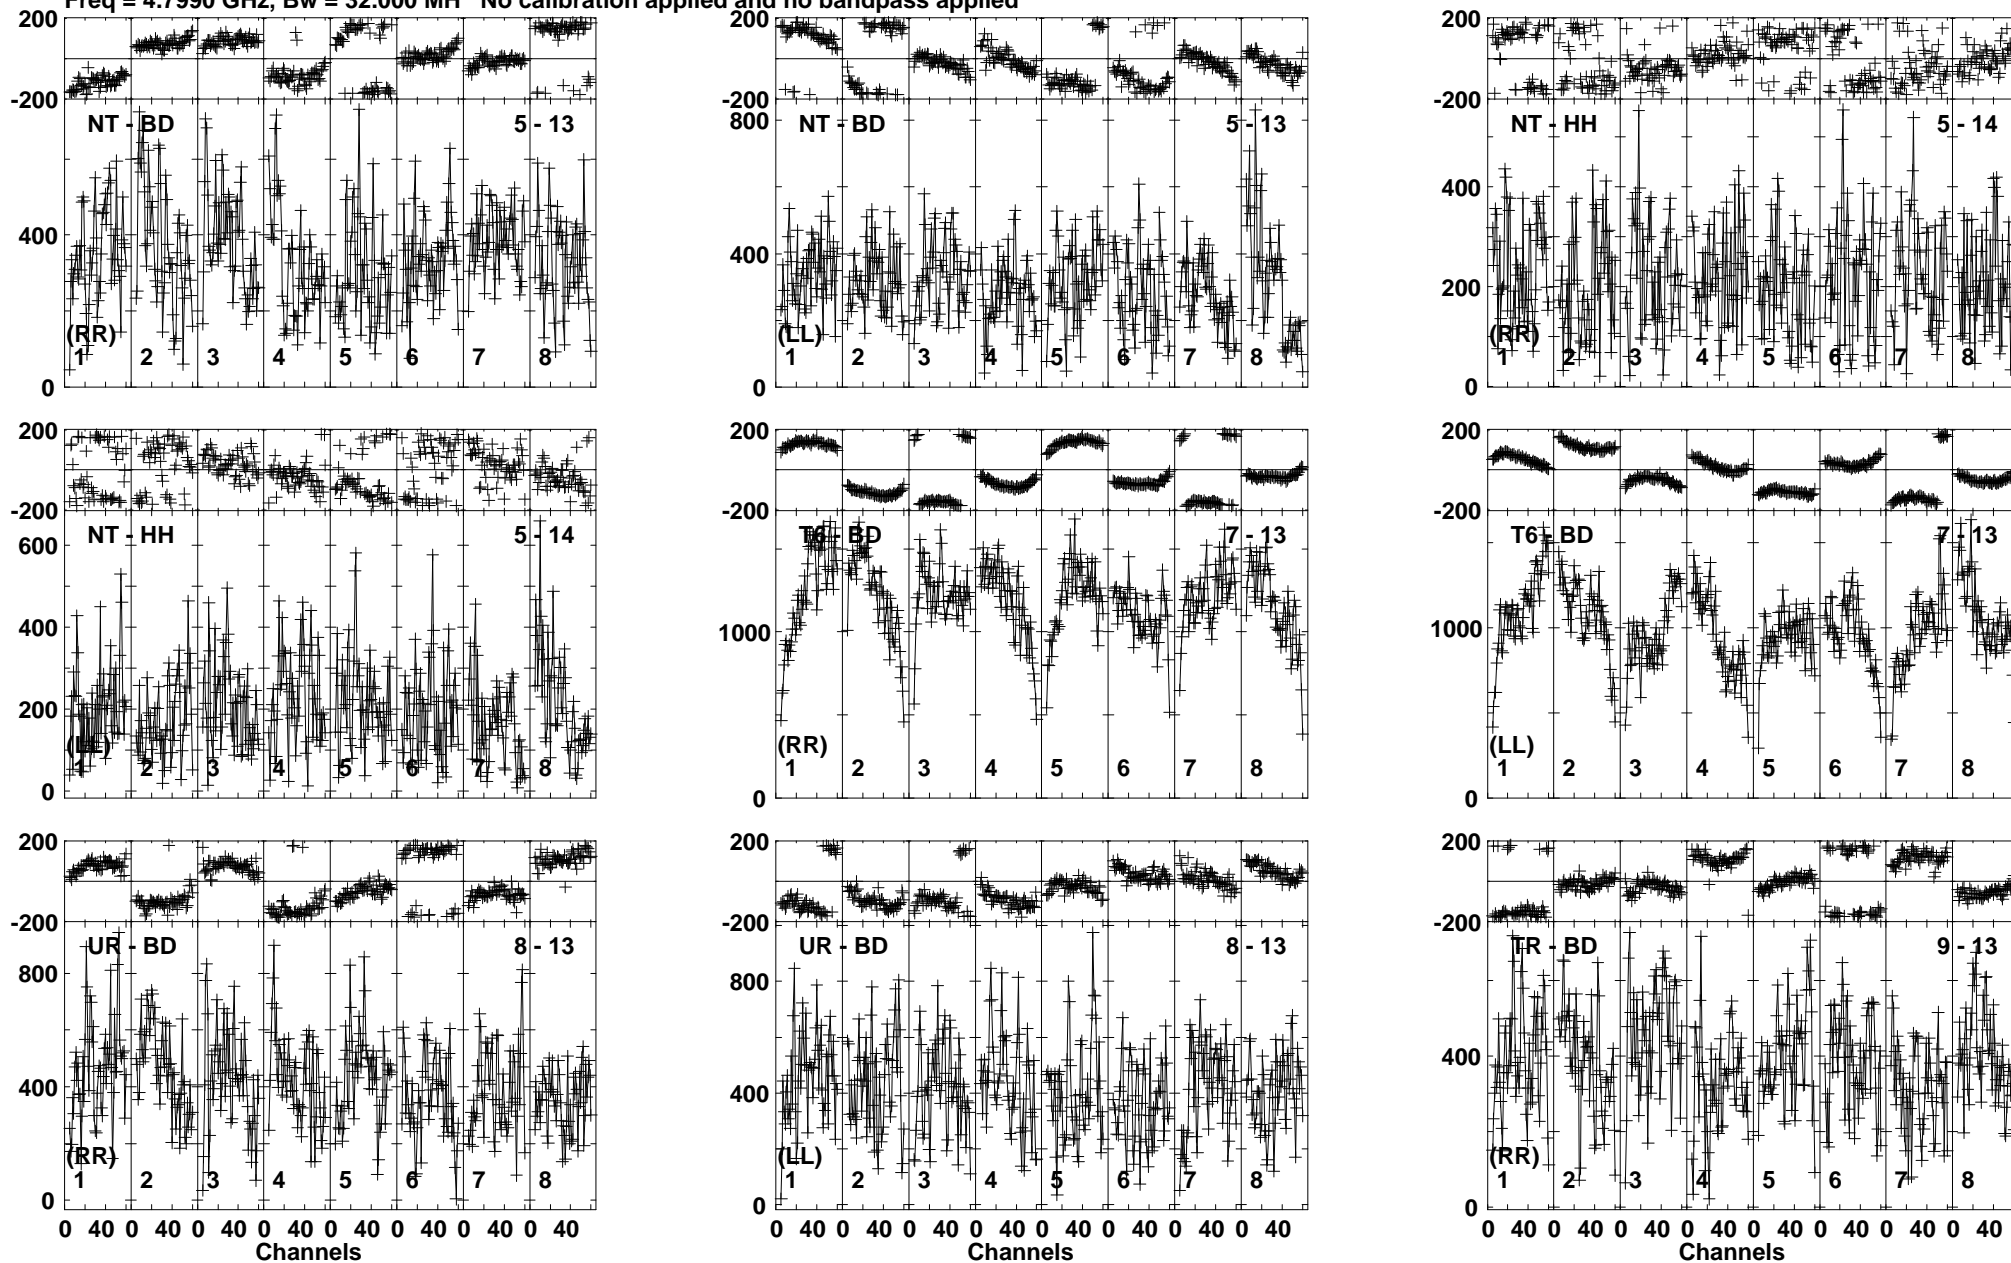 Freq = 4.7990 GHz, Bw = 32.000 MH No calibration applied and no bandpass applied
200 200 200
-200 -200 -200
NT - BD 5 - 13 NT - BD 5 - 13 NT - HH 5 - 14
800
400 400 400
200
(RR) (LL) (RR)
1 2 3 4 5 6 7 8 1 2 3 4 5 6 7 8 1 2 3 4 5 6 7 8
0 0 0
200 200 200
-200 -200 -200
NT - HH 5 - 14 T6 - BD 7 - 13 T6 - BD 7 - 13
600
400
1000 1000
200
(LL) (RR) (LL)
1 2 3 4 5 6 7 8 1 2 3 4 5 6 7 8 1 2 3 4 5 6 7 8
0 0 0
200 200 200
-200 -200 -200
UR - BD 8 - 13 UR - BD 8 - 13 TR - BD 9 - 13
800 800
400 400 400
(RR) (LL) (RR)
1 2 3 4 5 6 7 8 1 2 3 4 5 6 7 8 1 2 3 4 5 6 7 8
0 0 0
0 40 0 40 0 40 0 40 0 40 0 40 0 40 0 40 0 40 0 40 0 40 0 40 0 40 0 40 0 40 0 40 0 40 0 40 0 40 0 40 0 40 0 40 0 40 0 40
Channels Channels Channels